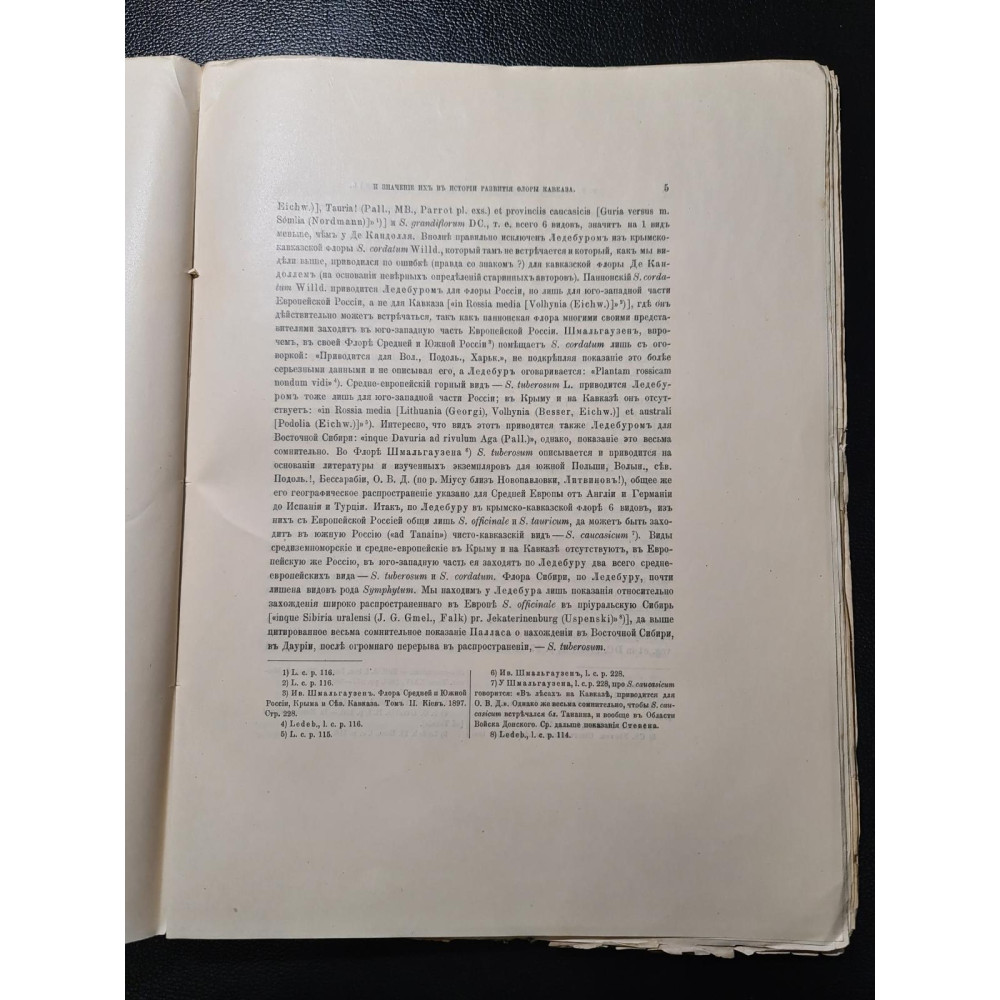 И ЗНАЧЕНІЕ ИХЪ ВЪ ИСТОРІИ РАЗВИТІЯ ФЛОРЫ КАВКАЗА. 5
Eichw.)], Tauria! (Pall., MB., Parrot pl. exs.) et provinciis caucasicis [Guria versus m.
Sómlia (Nordmann)]»¹)] и S. grandiflorum DC., т. е. всего 6 видовъ, значитъ на 1 видъ
меньше, чѣмъ у Де Кандолля. Вполнѣ правильно исключенъ Ледебуромъ изъ крымско-
кавказской флоры S. cordatum Willd., который тамъ не встрѣчается и который, какъ мы ви-
дѣли выше, приводился по ошибкѣ (правда со знакомъ ?) для кавказской флоры Де Кан-
доллемъ (на основаніи невѣрныхъ опредѣленій старинныхъ авторовъ). Паннонскій S. corda-
tum Willd. приводится Ледебуромъ для флоры Россіи, но лишь для юго-западной части
Европейской Россіи, а не для Кавказа [«in Rossia media [Volhynia (Eichw.)]»²)], гдѣ онъ
дѣйствительно можетъ встрѣчаться, такъ какъ паннонская флора многими своими предста-
вителями заходитъ въ юго-западную часть Европейской Россіи. Шмальгаузенъ, впро-
чемъ, въ своей Флорѣ Средней и Южной Россіи³) помѣщаетъ S. cordatum лишь съ ого-
воркой: «Приводится для Вол., Подоль., Харьк.», не подкрѣпляя показаніе это болѣе
серьезными данными и не описывая его, а Ледебуръ оговаривается: «Plantam rossicam
nondum vidi»⁴). Средне-европейскій горный видъ — S. tuberosum L. приводится Ледебу-
ромъ тоже лишь для юго-западной части Россіи; въ Крыму и на Кавказѣ онъ отсут-
ствуетъ: «in Rossia media [Lithuania (Georgi), Volhynia (Besser, Eichw.)] et australi
[Podolia (Eichw.)]»⁵). Интересно, что видъ этотъ приводится также Ледебуромъ для
Восточной Сибири: «inque Davuria ad rivulum Aga (Pall.)», однако, показаніе это весьма
сомнительно. Во Флорѣ Шмальгаузена⁶) S. tuberosum описывается и приводится на
основаніи литературы и изученныхъ экземпляровъ для южной Польши, Волын., сѣв.
Подоль.!, Бессарабіи, О. В. Д. (по р. Міусу близъ Новопавловки, Литвиновъ!), общее же
его географическое распространеніе указано для Средней Европы отъ Англіи и Германіи
до Испаніи и Турціи. Итакъ, по Ледебуру въ крымско-кавказской флорѣ 6 видовъ, изъ
нихъ съ Европейской Россіей общи лишь S. officinale и S. tauricum, да можетъ быть захо-
дитъ въ южную Россію («ad Tanain») чисто-кавказскій видъ — S. caucasicum⁷). Виды
средиземноморскіе и средне-европейскіе въ Крыму и на Кавказѣ отсутствуютъ, въ Евро-
пейскую же Россію, въ юго-западную часть ея заходятъ по Ледебуру два всего средне-
европейскихъ вида — S. tuberosum и S. cordatum. Флора Сибири, по Ледебуру, почти
лишена видовъ рода Symphytum. Мы находимъ у Ледебура лишь показанія относительно
захожденія широко распространеннаго въ Европѣ S. officinale въ пріуральскую Сибирь
[«inque Sibiria uralensi (J. G. Gmel., Falk) pr. Jekaterinenburg (Uspenski)»⁸)], да выше
цитированное весьма сомнительное показаніе Палласа о нахожденіи въ Восточной Сибири,
въ Дауріи, послѣ огромнаго перерыва въ распространеніи, — S. tuberosum.
1) L. c. p. 116.
2) L. c. p. 116.
3) Ив. Шмальгаузенъ. Флора Средней и Южной
Россіи, Крыма и Сѣв. Кавказа. Томъ II. Кіевъ. 1897.
Стр. 228.
4) Ledeb., l. c. p. 116.
5) L. c. p. 115.
6) Ив. Шмальгаузенъ, l. c. p. 228.
7) У Шмальгаузена, l. c. p. 228, про S. caucasicum
говорится: «Въ лѣсахъ на Кавказѣ, приводится для
О. В. Д.». Однако же весьма сомнительно, чтобы S. cau-
casicum встрѣчался бл. Танаина, и вообще въ Области
Войска Донского. Ср. дальше показанія Стевена.
8) Ledeb., l. c. p. 114.